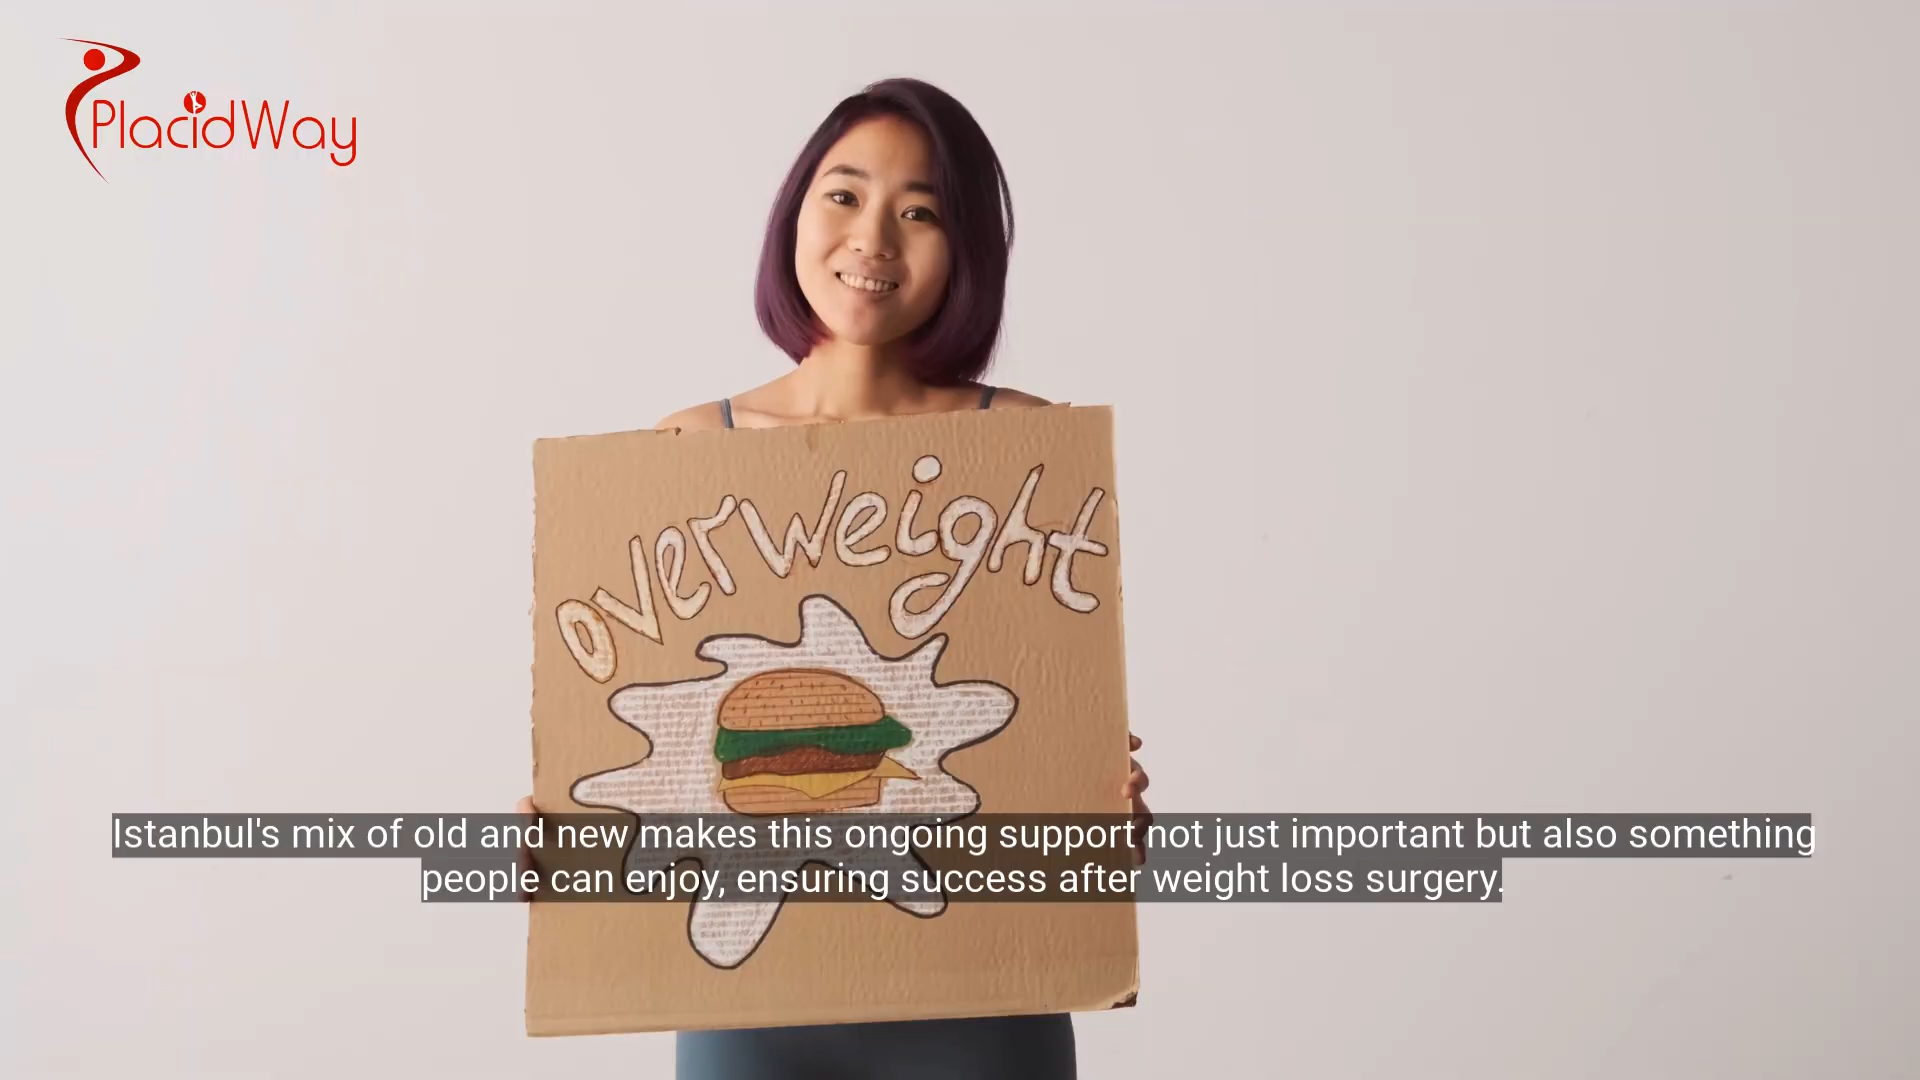 PlacidWay
overweight
Istanbul's mix of old and new makes this ongoing support not just important but also something
people can enjoy, ensuring success after weight loss surgery.